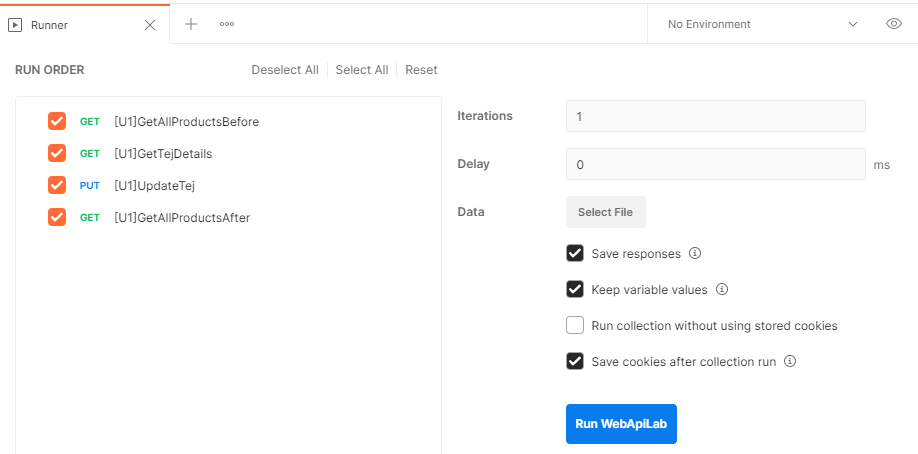 Runner
No Environment
RUN ORDER
Deselect All
Select All
Reset
GET [U1]GetAllProductsBefore
GET [U1]GetTejDetails
PUT [U1]UpdateTej
GET [U1]GetAllProductsAfter
Iterations 1
Delay 0 ms
Data Select File
Save responses
Keep variable values
Run collection without using stored cookies
Save cookies after collection run
Run WebApiLab